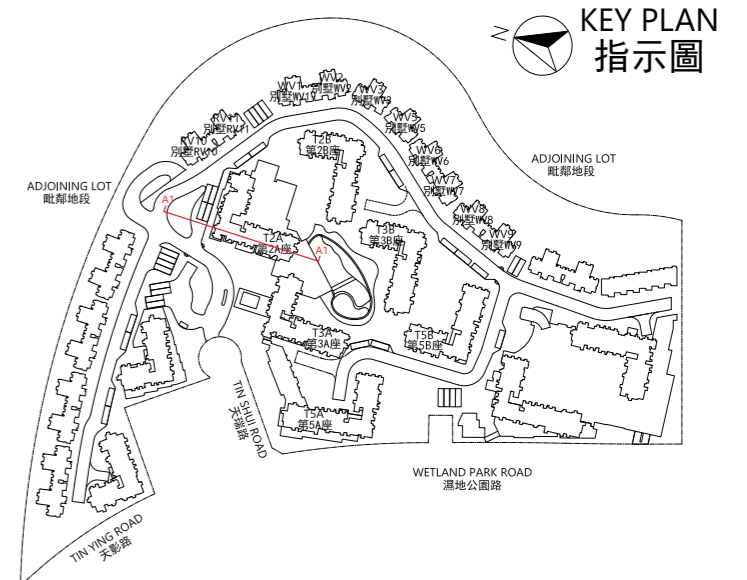 KEY PLAN
指示圖
N
WV1
別墅WV1
WV2
別墅WV2
WV3
別墅WV3
RV11
別墅RV11
RV10
別墅RV10
WV5
別墅WV5
WV6
別墅WV6
WV7
別墅WV7
WV8
別墅WV8
WV9
別墅WV9
T2B
第2B座
ADJOINING LOT
毗鄰地段
ADJOINING LOT
毗鄰地段
A1
T2A
第2A座
A1
T3B
第3B座
T3A
第3A座
T5B
第5B座
T5A
第5A座
TIN SHUI ROAD
天瑞路
WETLAND PARK ROAD
濕地公園路
TIN YING ROAD
天影路